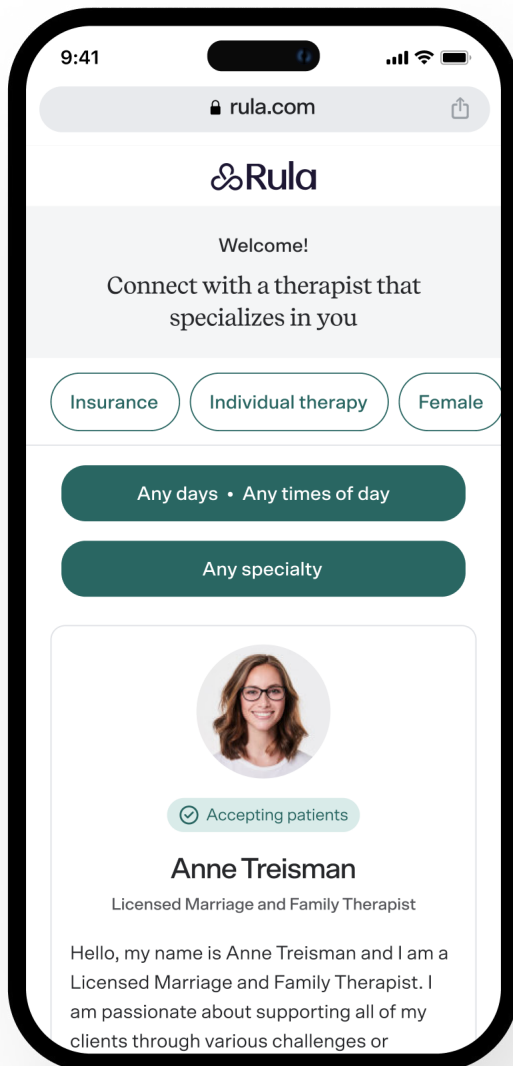 9:41
rula.com
Rula
Welcome!
Connect with a therapist that
specializes in you
Insurance
Individual therapy
Female
Any days • Any times of day
Any specialty
Accepting patients
Anne Treisman
Licensed Marriage and Family Therapist
Hello, my name is Anne Treisman and I am a
Licensed Marriage and Family Therapist. I
am passionate about supporting all of my
clients through various challenges or